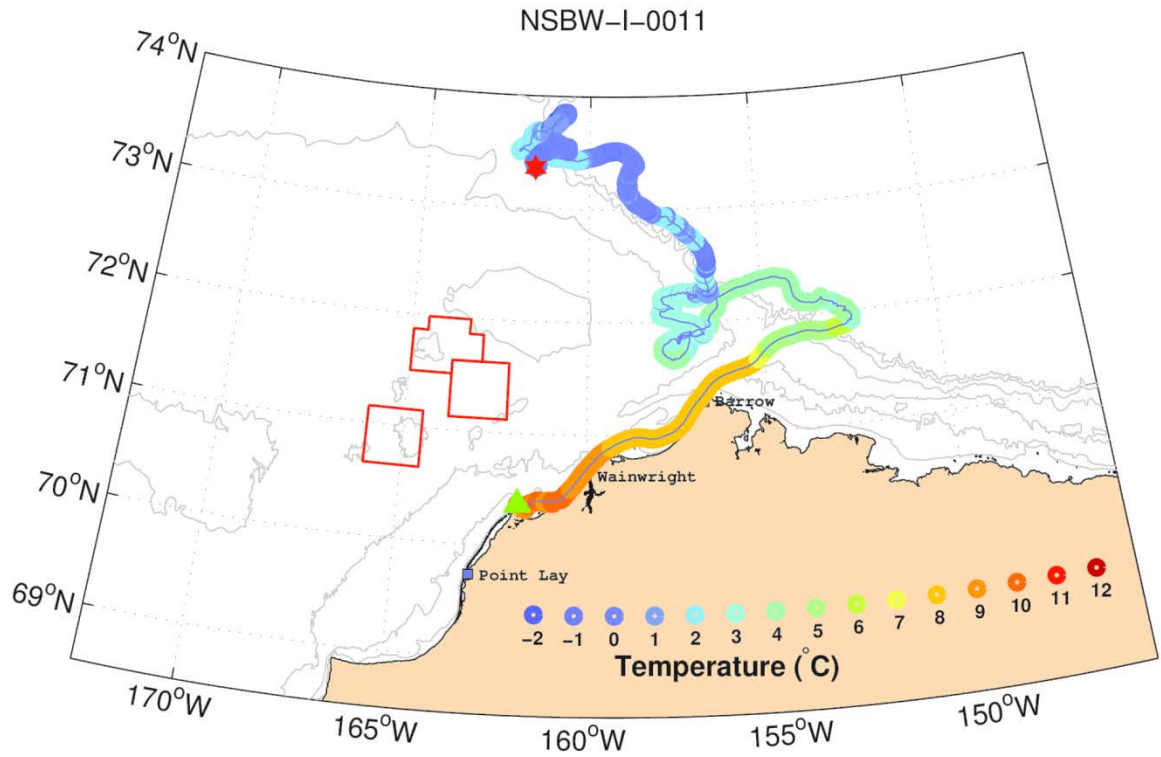 NSBW−I−0011
74°N
73°N
72°N
71°N
70°N
69°N
Barrow
Wainwright
Point Lay
−2 −1 0 1 2 3 4 5 6 7 8 9 10 11 12
Temperature (°C)
170°W 165°W 160°W 155°W 150°W